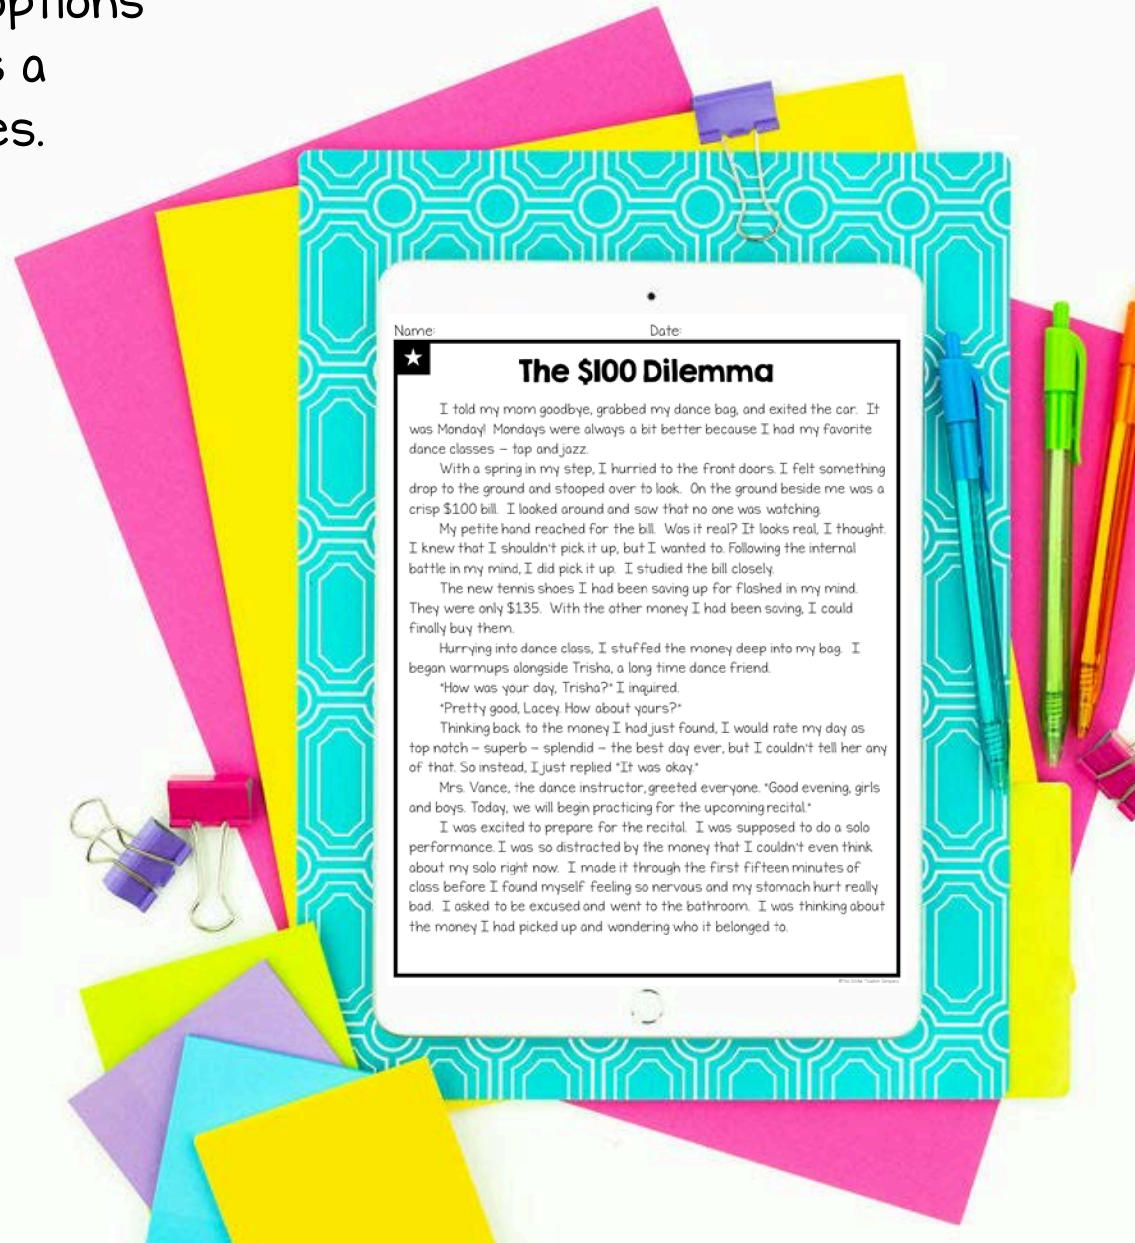 options
s a
es.
Name: Date:
The $100 Dilemma
I told my mom goodbye, grabbed my dance bag, and exited the car. It
was Monday! Mondays were always a bit better because I had my favorite
dance classes – tap and jazz.
With a spring in my step, I hurried to the front doors. I felt something
drop to the ground and stooped over to look. On the ground beside me was a
crisp $100 bill. I looked around and saw that no one was watching.
My petite hand reached for the bill. Was it real? It looks real, I thought.
I knew that I shouldn't pick it up, but I wanted to. Following the internal
battle in my mind, I did pick it up. I studied the bill closely.
The new tennis shoes I had been saving up for flashed in my mind.
They were only $135. With the other money I had been saving, I could
finally buy them.
Hurrying into dance class, I stuffed the money deep into my bag. I
began warmups alongside Trisha, a long time dance friend.
"How was your day, Trisha?" I inquired.
"Pretty good, Lacey. How about yours?"
Thinking back to the money I had just found, I would rate my day as
top notch – superb – splendid – the best day ever, but I couldn't tell her any
of that. So instead, I just replied "It was okay."
Mrs. Vance, the dance instructor, greeted everyone. "Good evening, girls
and boys. Today, we will begin practicing for the upcoming recital."
I was excited to prepare for the recital. I was supposed to do a solo
performance. I was so distracted by the money that I couldn't even think
about my solo right now. I made it through the first fifteen minutes of
class before I found myself feeling so nervous and my stomach hurt really
bad. I asked to be excused and went to the bathroom. I was thinking about
the money I had picked up and wondering who it belonged to.